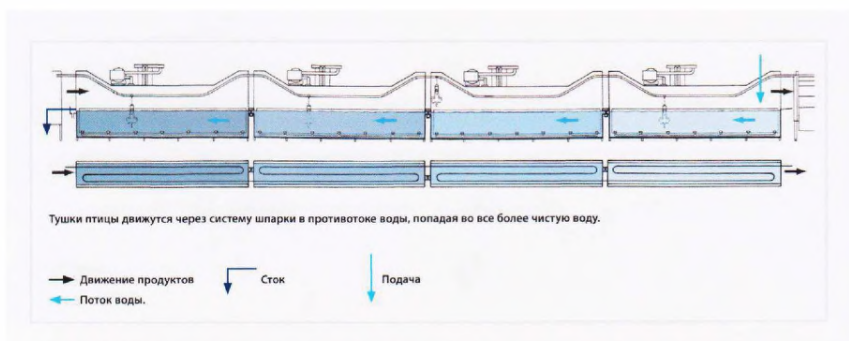 Тушки птицы движутся через систему шпарки в противотоке воды, попадая во все более чистую воду.
Движение продуктов
Сток
Подача
Поток воды.